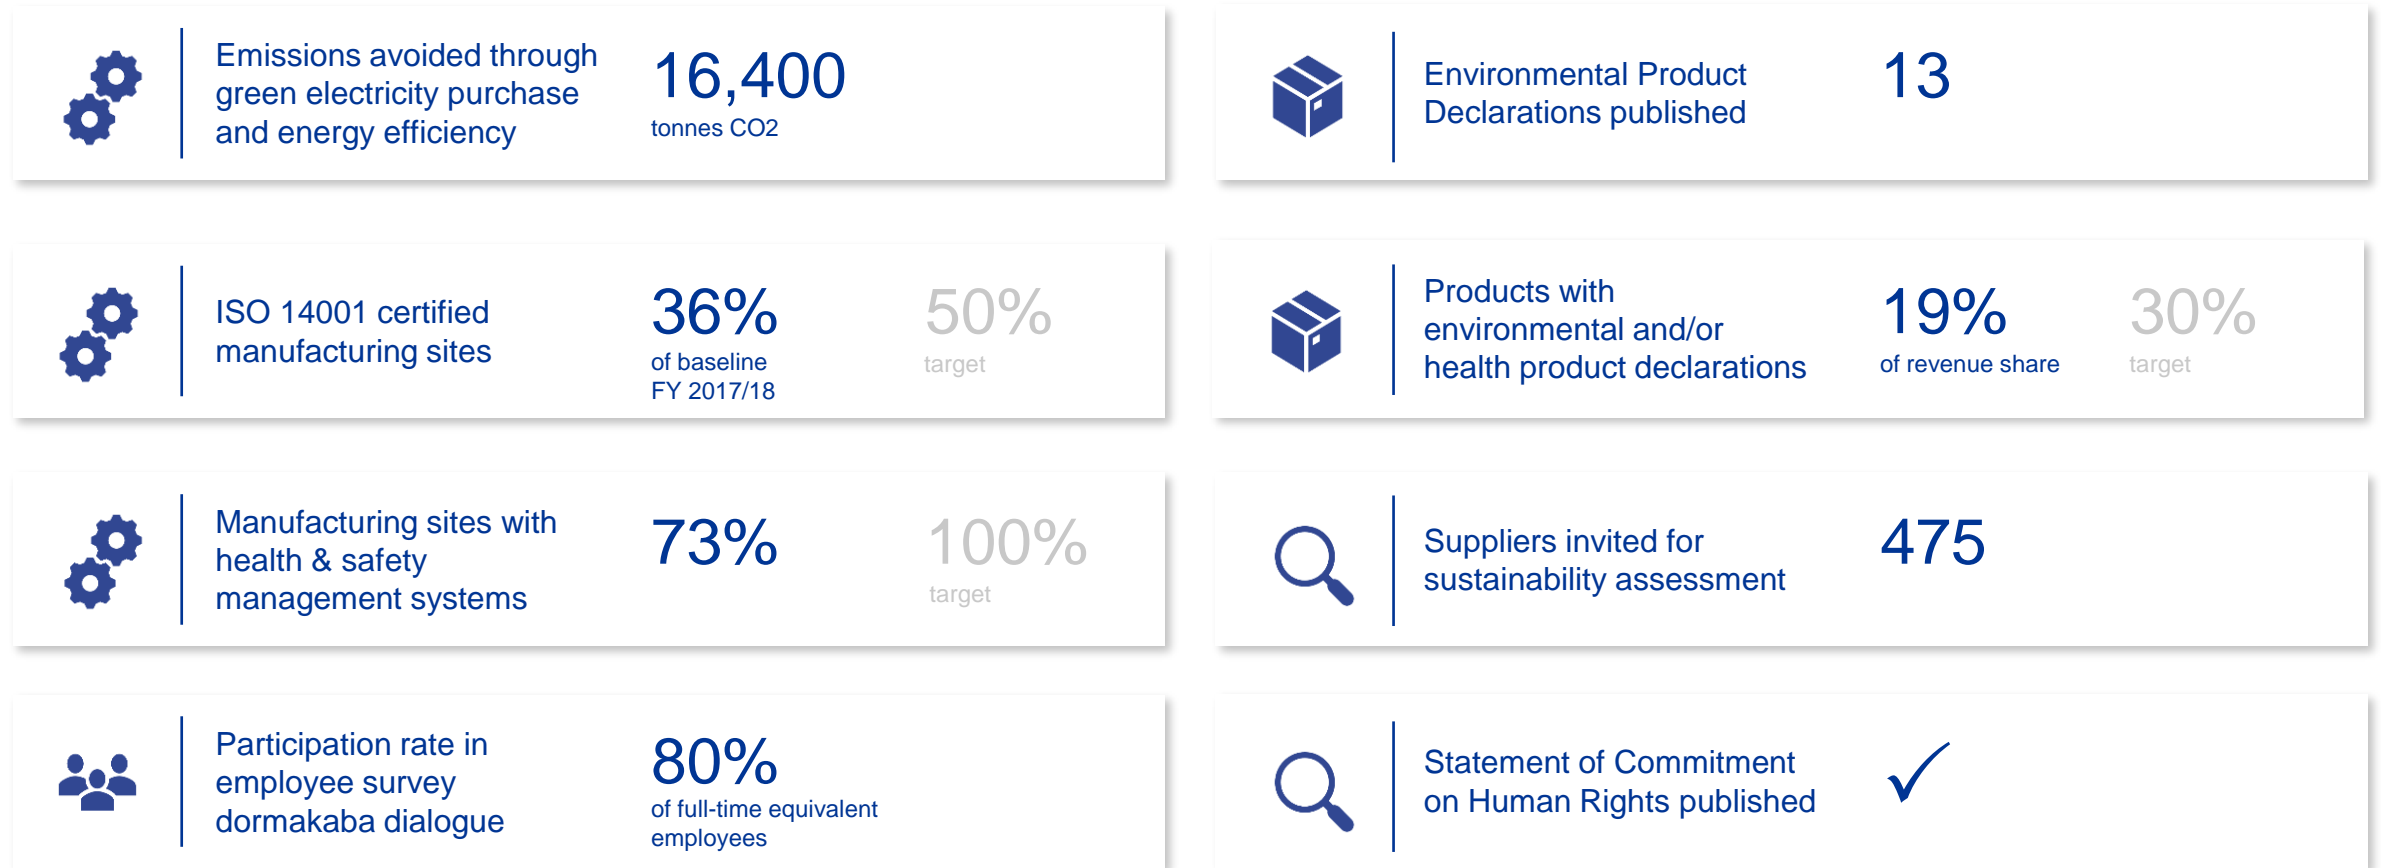 Emissions avoided through
green electricity purchase
and energy efficiency
16,400
tonnes CO2
Environmental Product
Declarations published
13
ISO 14001 certified
manufacturing sites
36%
of baseline
FY 2017/18
50%
target
Products with
environmental and/or
health product declarations
19%
of revenue share
30%
target
Manufacturing sites with
health & safety
management systems
73%
100%
target
Suppliers invited for
sustainability assessment
475
Participation rate in
employee survey
dormakaba dialogue
80%
of full-time equivalent
employees
Statement of Commitment
on Human Rights published
✓